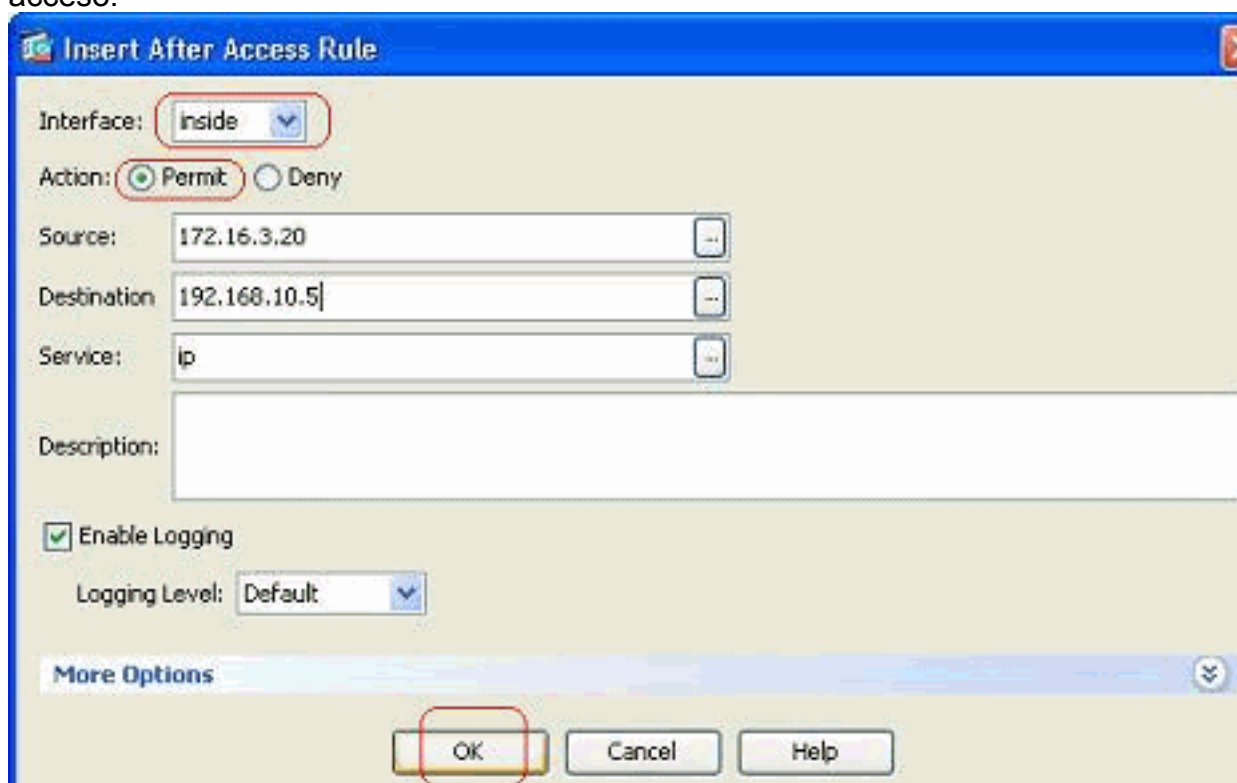 acceso.
Insert After Access Rule
Interface: inside
Action: Permit Deny
Source: 172.16.3.20 ...
Destination 192.168.10.5 ...
Service: ip ...
Description:
Enable Logging
Logging Level: Default
More Options
OK Cancel Help